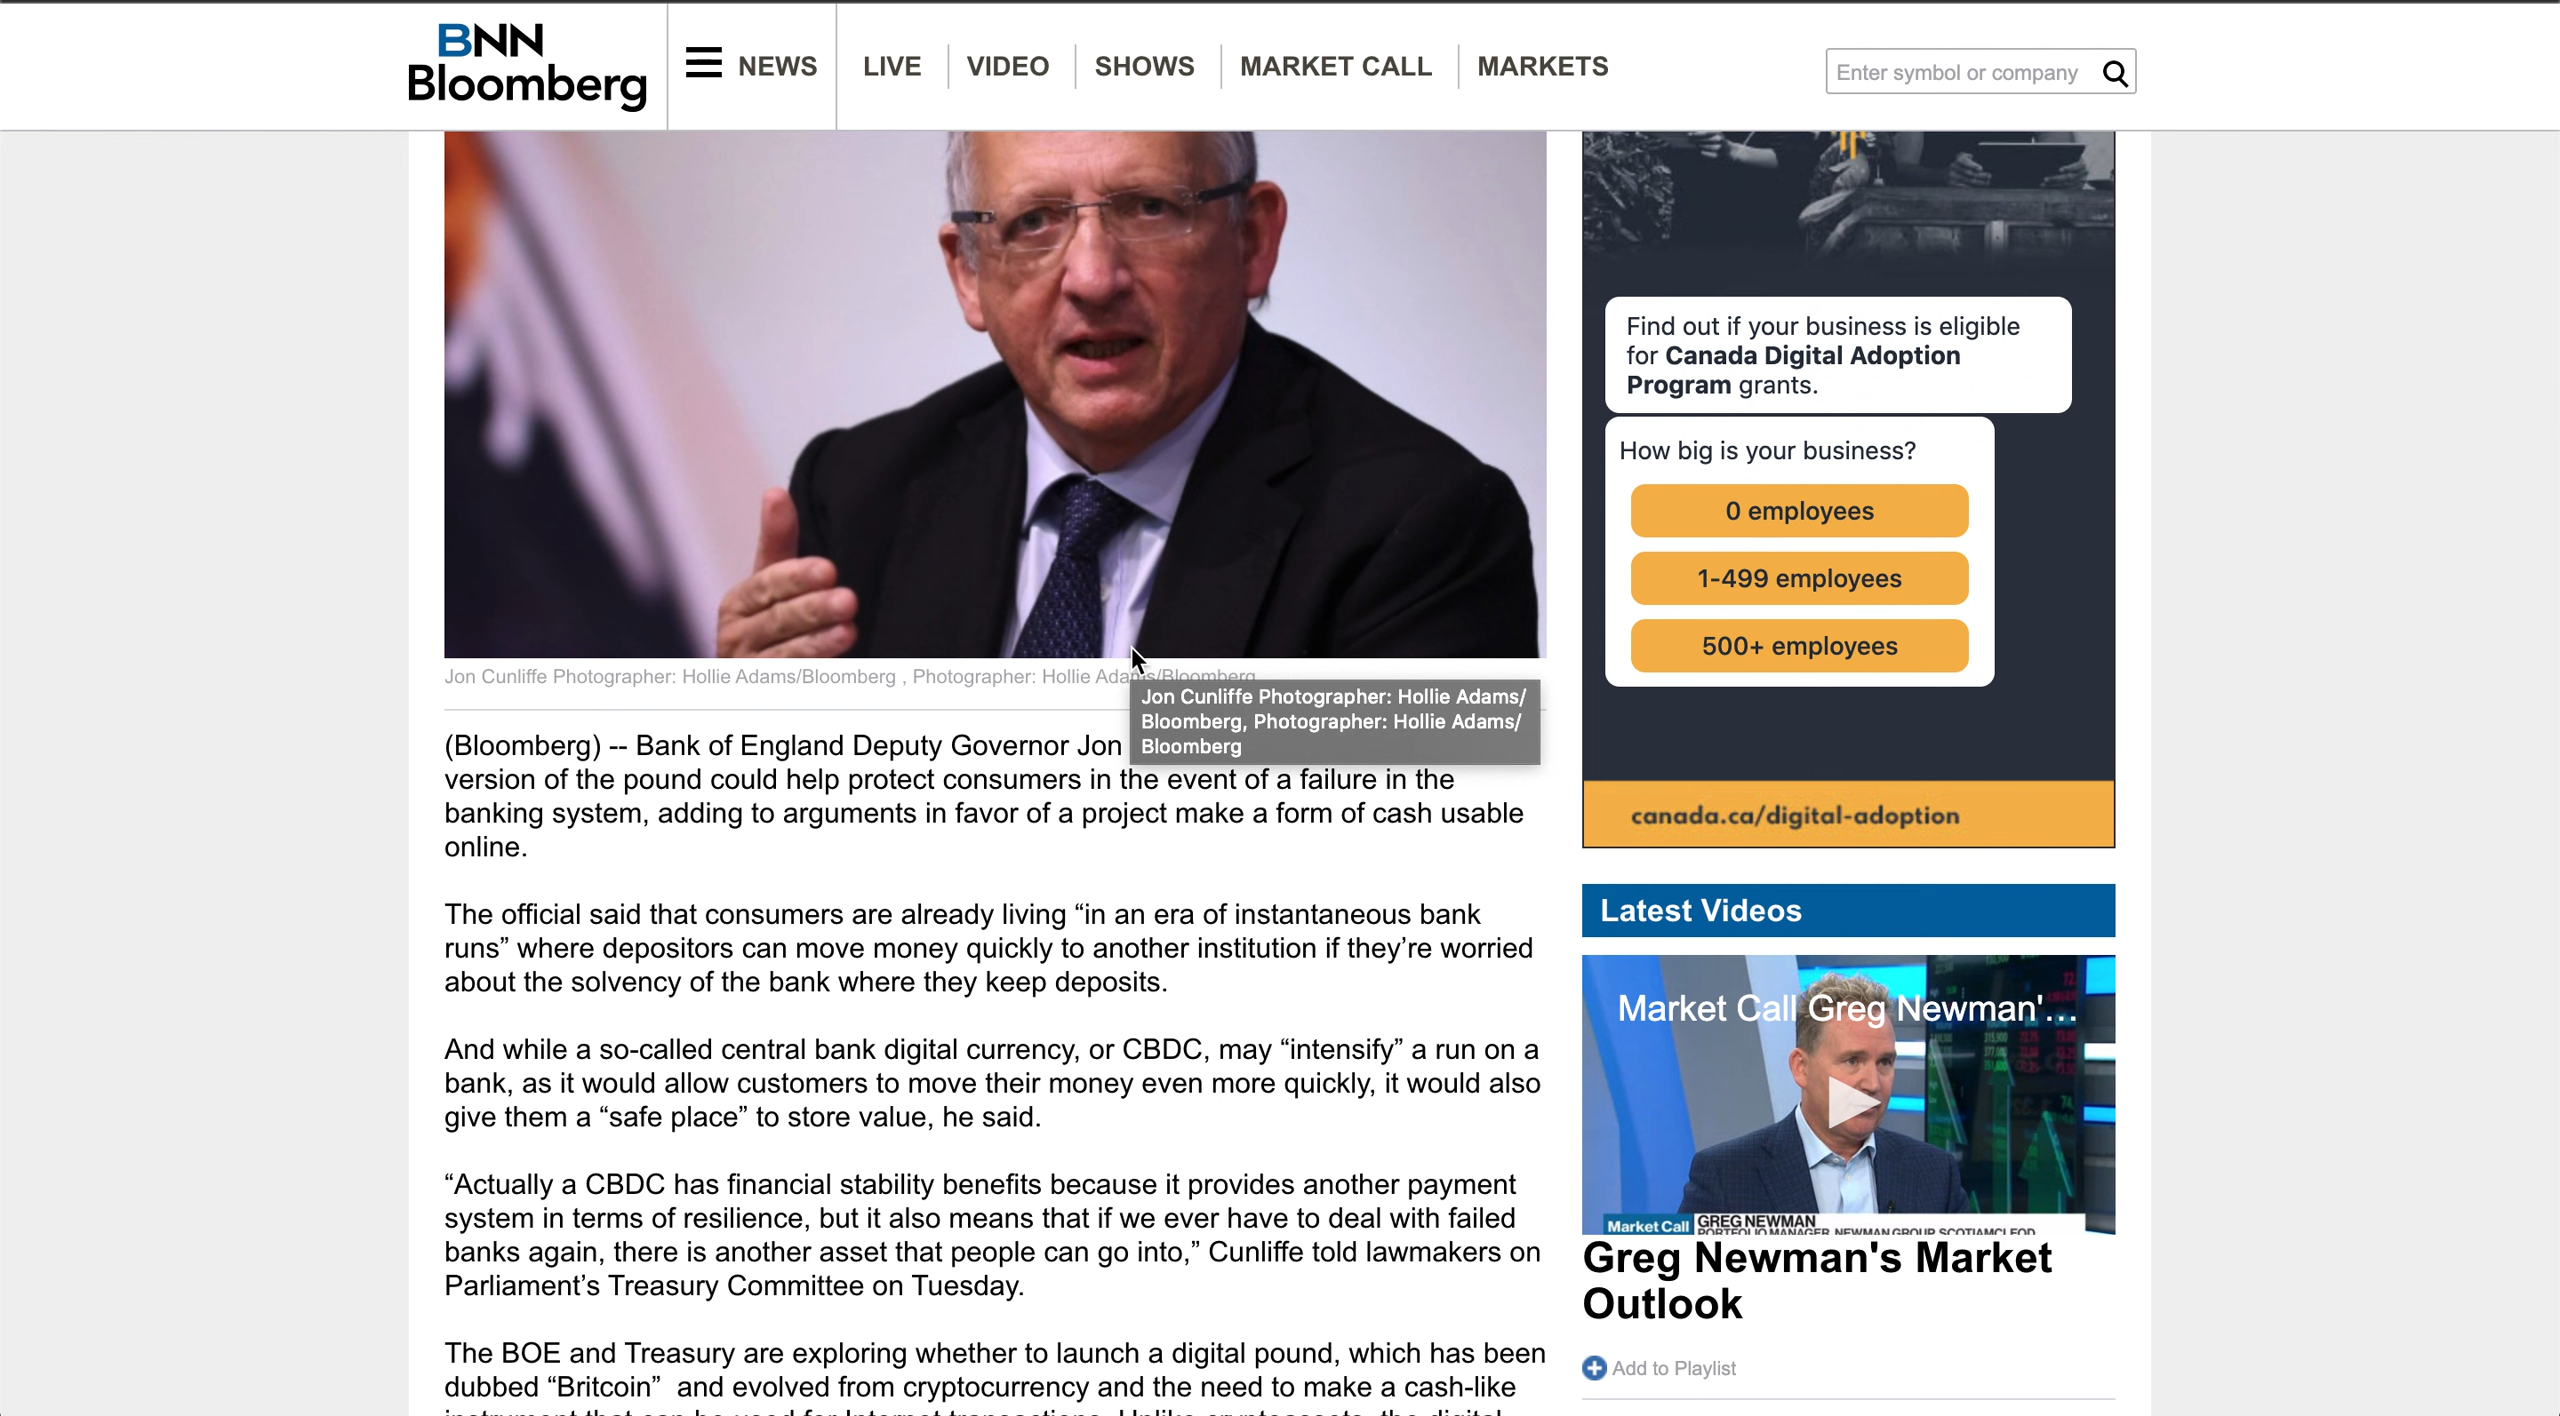 BNN
Bloomberg
NEWS
LIVE
VIDEO
SHOWS
MARKET CALL
MARKETS
Enter symbol or company
Jon Cunliffe Photographer: Hollie Adams/Bloomberg , Photographer: Hollie Adams/Bloomberg
Jon Cunliffe Photographer: Hollie Adams/
Bloomberg, Photographer: Hollie Adams/
Bloomberg
(Bloomberg) -- Bank of England Deputy Governor Jon
version of the pound could help protect consumers in the event of a failure in the
banking system, adding to arguments in favor of a project make a form of cash usable
online.
The official said that consumers are already living “in an era of instantaneous bank
runs” where depositors can move money quickly to another institution if they’re worried
about the solvency of the bank where they keep deposits.
And while a so-called central bank digital currency, or CBDC, may “intensify” a run on a
bank, as it would allow customers to move their money even more quickly, it would also
give them a “safe place” to store value, he said.
“Actually a CBDC has financial stability benefits because it provides another payment
system in terms of resilience, but it also means that if we ever have to deal with failed
banks again, there is another asset that people can go into,” Cunliffe told lawmakers on
Parliament’s Treasury Committee on Tuesday.
The BOE and Treasury are exploring whether to launch a digital pound, which has been
dubbed “Britcoin”  and evolved from cryptocurrency and the need to make a cash-like
instrument that can be used for Internet transactions. Unlike cryptoassets, the digital
Find out if your business is eligible
for Canada Digital Adoption
Program grants.
How big is your business?
0 employees
1-499 employees
500+ employees
canada.ca/digital-adoption
Latest Videos
Market Call Greg Newman'...
Market Call
GREG NEWMAN
PORTFOLIO MANAGER, NEWMAN GROUP, SCOTIAMCLEOD
Greg Newman's Market
Outlook
Add to Playlist